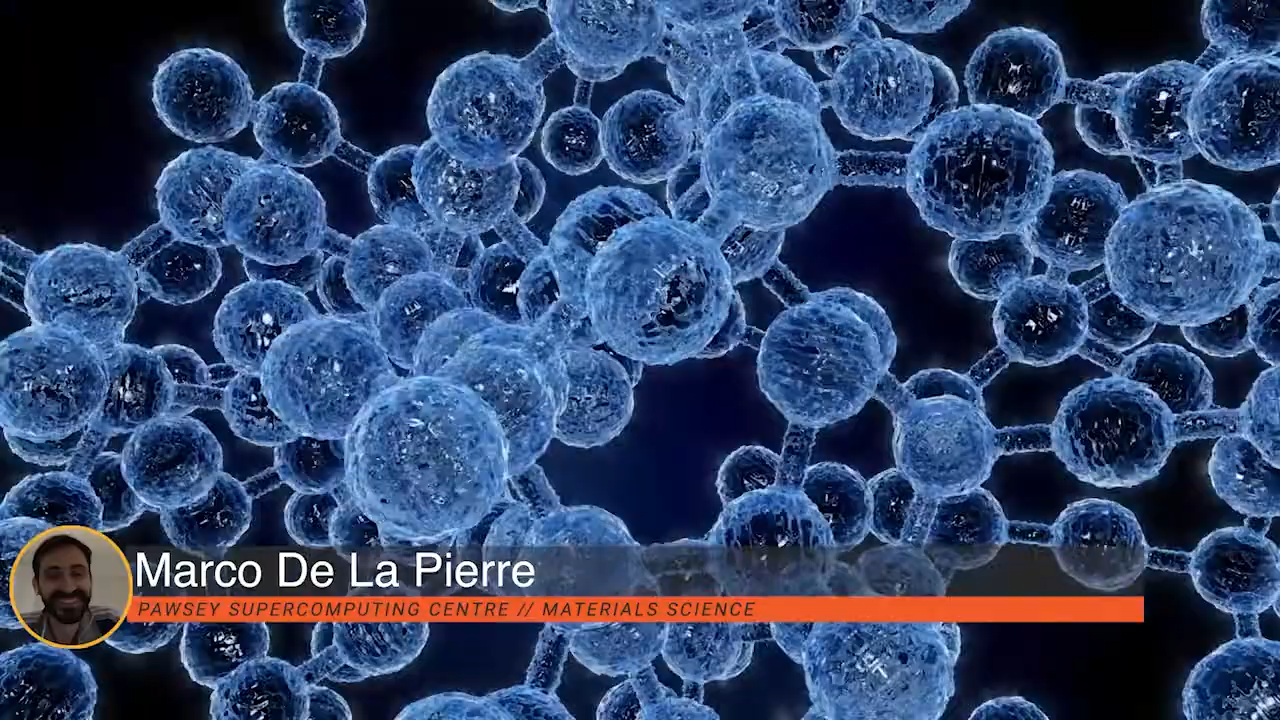 Marco De La Pierre
PAWSEY SUPERCOMPUTING CENTRE // MATERIALS SCIENCE